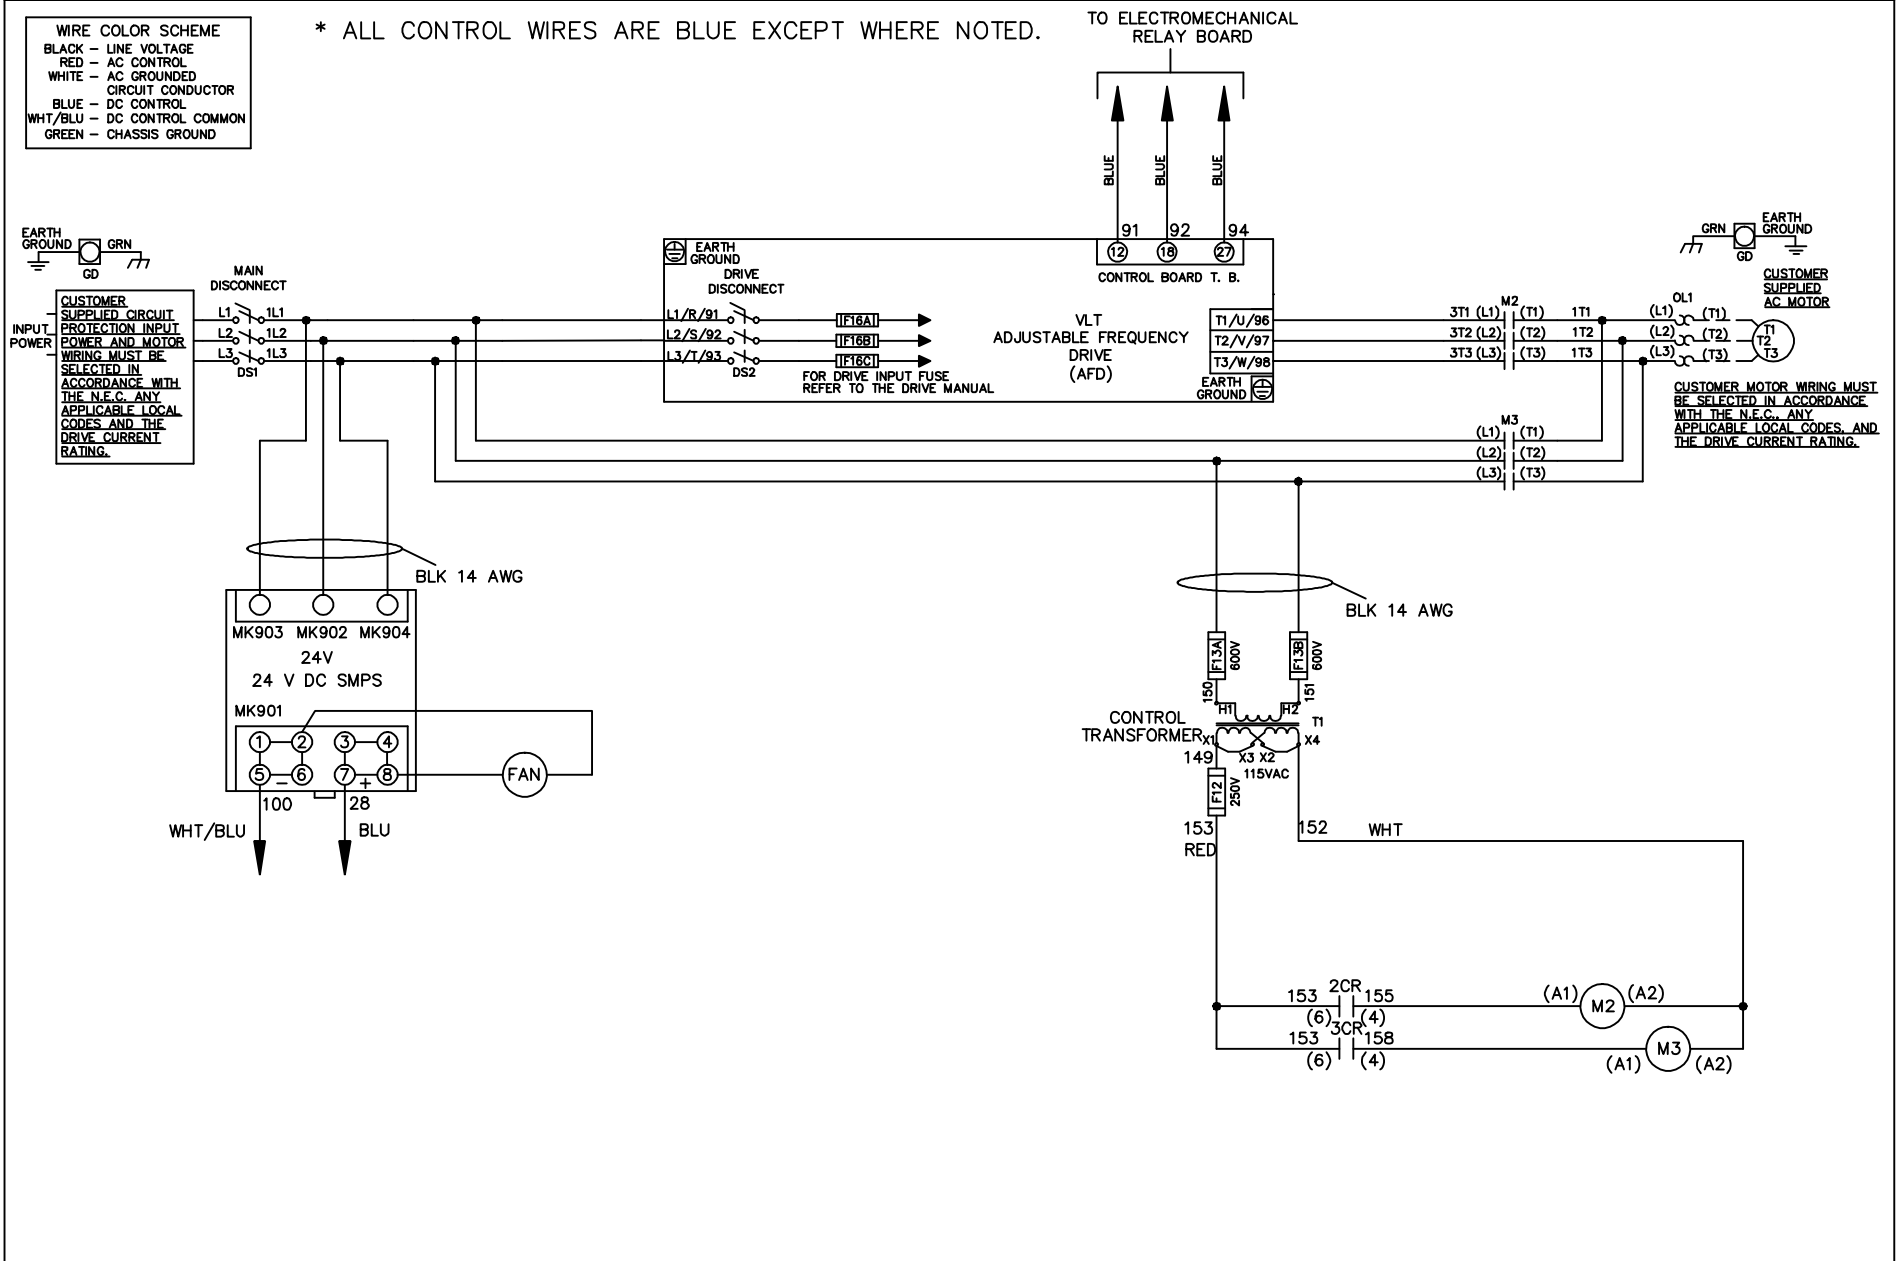 WIRE COLOR SCHEME
BLACK – LINE VOLTAGE
RED – AC CONTROL
WHITE – AC GROUNDED
CIRCUIT CONDUCTOR
BLUE – DC CONTROL
WHT/BLU – DC CONTROL COMMON
GREEN – CHASSIS GROUND
* ALL CONTROL WIRES ARE BLUE EXCEPT WHERE NOTED.
TO ELECTROMECHANICAL
RELAY BOARD
BLUE
BLUE
BLUE
91 92 94
12 18 27
CONTROL BOARD T. B.
EARTH
GROUND
GRN
GD
MAIN
DISCONNECT
INPUT
POWER
CUSTOMER
SUPPLIED CIRCUIT
PROTECTION INPUT
POWER AND MOTOR
WIRING MUST BE
SELECTED IN
ACCORDANCE WITH
THE N.E.C. ANY
APPLICABLE LOCAL
CODES AND THE
DRIVE CURRENT
RATING.
L1 1L1
L2 1L2
L3 1L3
DS1
EARTH
GROUND
DRIVE
DISCONNECT
L1/R/91
L2/S/92
L3/T/93
DS2
IF16A
IF16B
IF16C
FOR DRIVE INPUT FUSE
REFER TO THE DRIVE MANUAL
VLT
ADJUSTABLE FREQUENCY
DRIVE
(AFD)
T1/U/96
T2/V/97
T3/W/98
EARTH
GROUND
M2
3T1 (L1) (T1) 1T1
3T2 (L2) (T2) 1T2
3T3 (L3) (T3) 1T3
OL1
(L1) (T1)
(L2) (T2)
(L3) (T3)
T1
T2
T3
GRN
EARTH
GROUND
GD
CUSTOMER
SUPPLIED
AC MOTOR
CUSTOMER MOTOR WIRING MUST
BE SELECTED IN ACCORDANCE
WITH THE N.E.C., ANY
APPLICABLE LOCAL CODES, AND
THE DRIVE CURRENT RATING.
M3
(L1) (T1)
(L2) (T2)
(L3) (T3)
BLK 14 AWG
MK903 MK902 MK904
24V
24 V DC SMPS
MK901
1 2 3 4
5 – 6 7 + 8
FAN
100 28
WHT/BLU
BLU
BLK 14 AWG
F13A
600V
F13B
600V
150
151
H1 H2
T1
CONTROL
TRANSFORMER
X1 X3 X2 X4
115VAC
149
F12
250V
153
RED
152 WHT
2CR
153 155
(6) (4)
(A1) M2 (A2)
3CR
153 158
(6) (4)
(A1) M3 (A2)